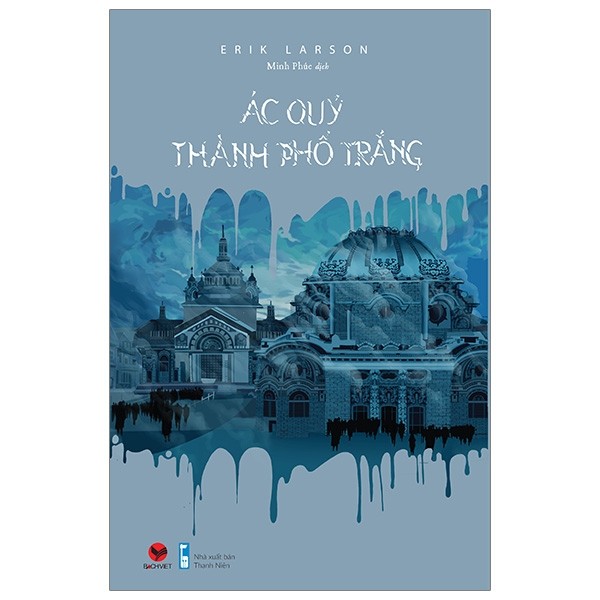 ERIK LARSON
Minh Phúc dịch
ÁC QUỶ
THÀNH PHỐ TRẮNG
BACHVIET
Nhà xuất bản
Thanh Niên